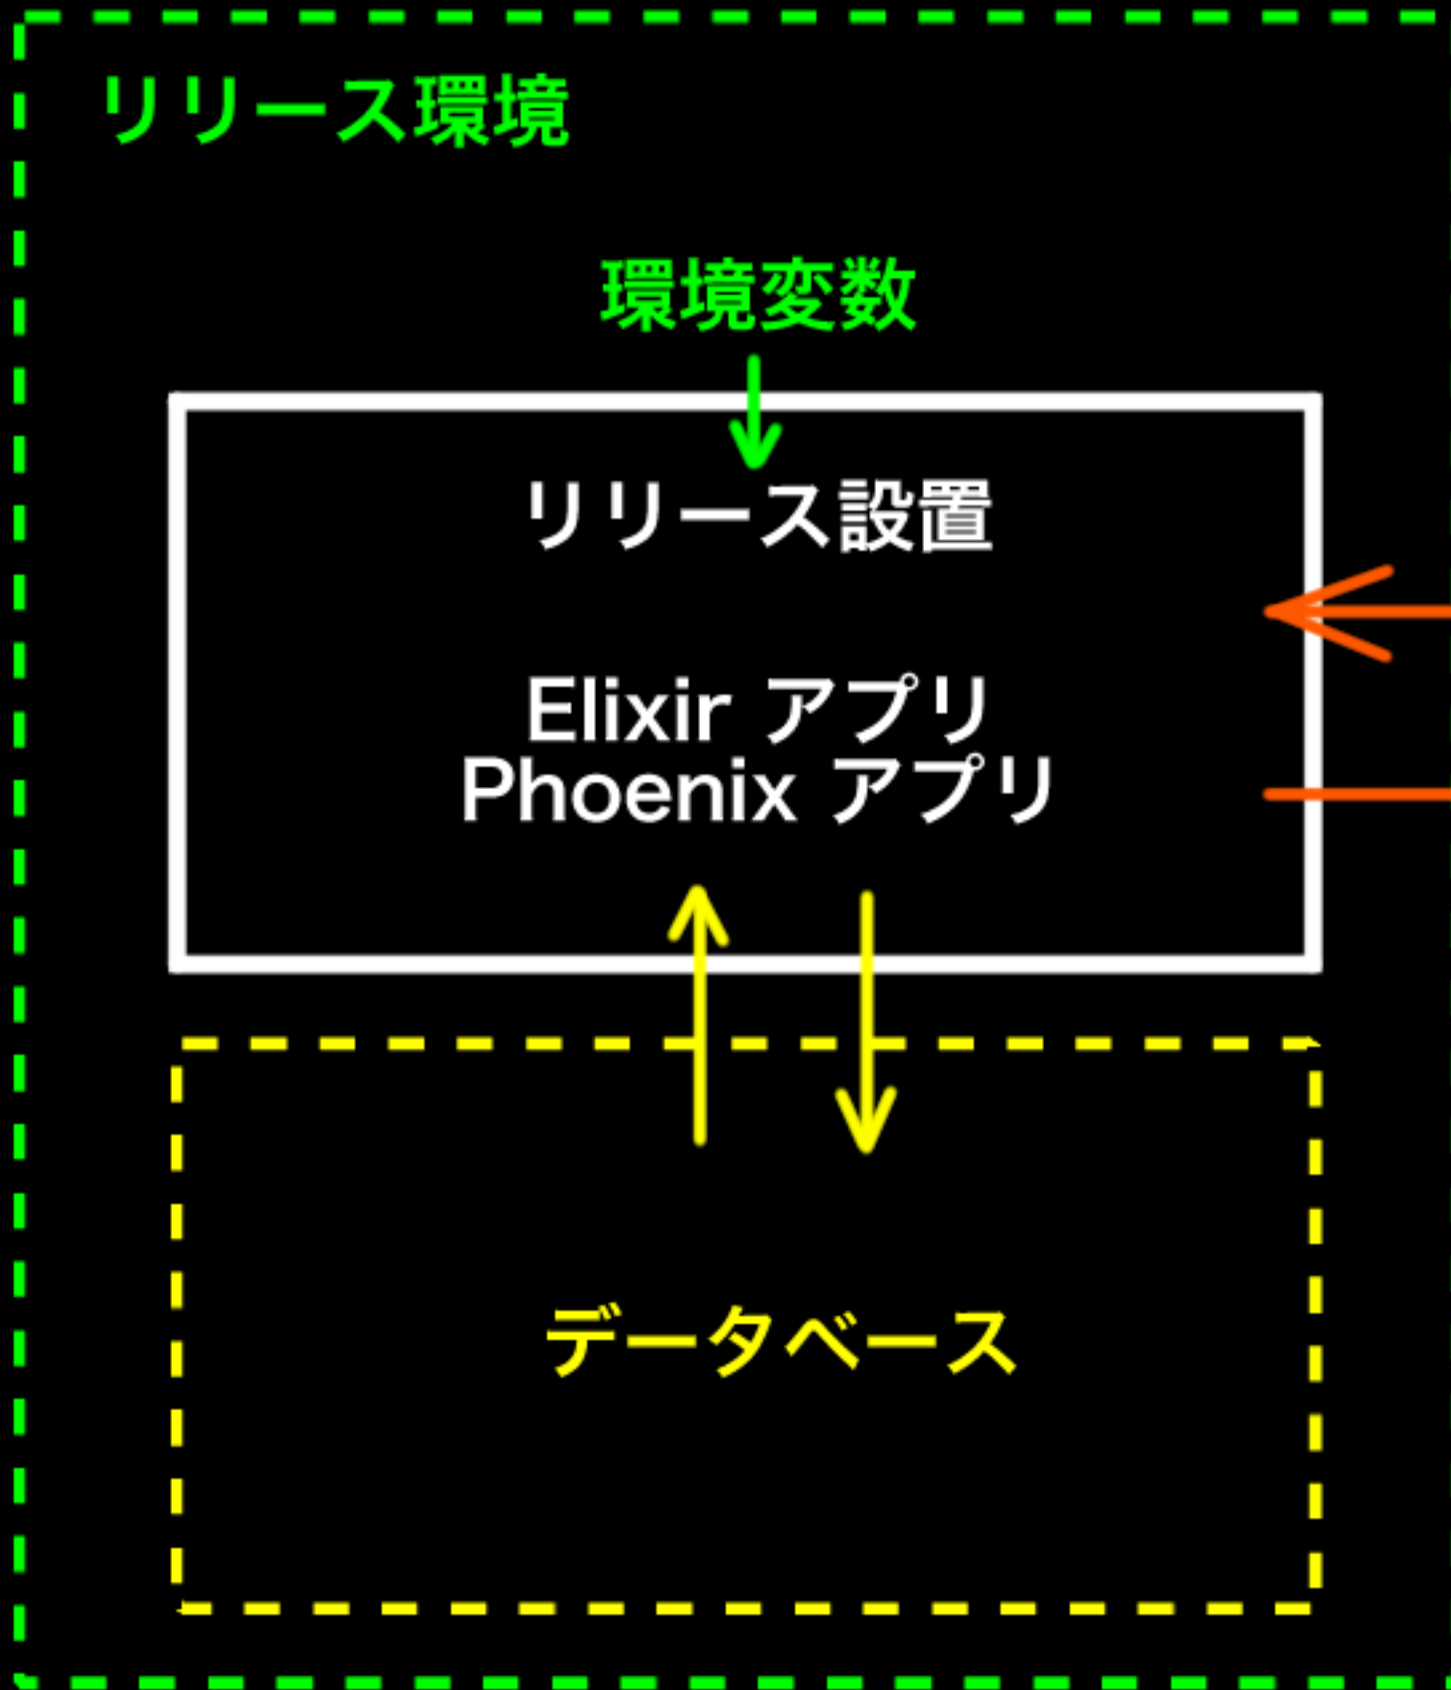 リリース環境
環境変数
リリース設置
Elixir アプリ
Phoenix アプリ
データベース